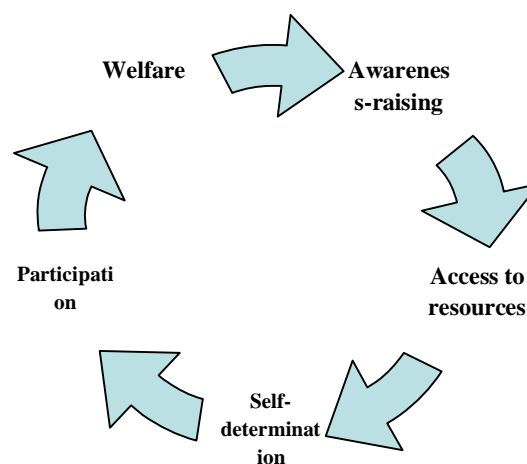 Welfare
Awarenes
s-raising
Access to
resources
Self-
determinat
ion
Participati
on